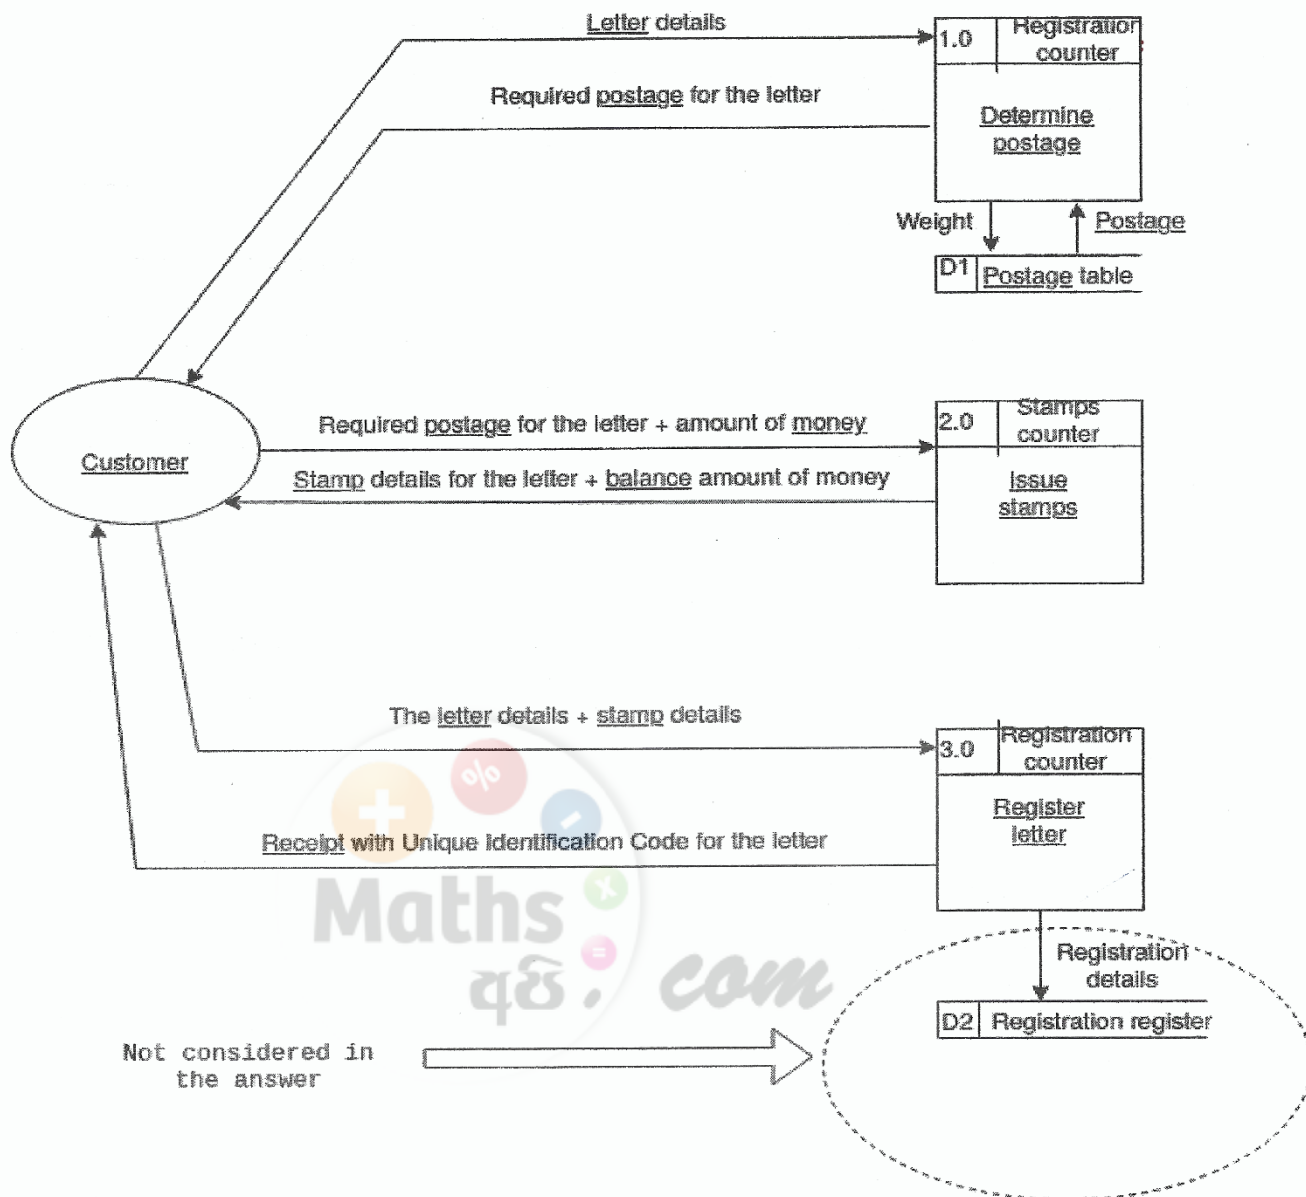 Letter details
1.0
Registration
counter
Required postage for the letter
Determine
postage
Weight
Postage
D1
Postage table
Customer
Required postage for the letter + amount of money
2.0
Stamps
counter
Stamp details for the letter + balance amount of money
Issue
stamps
The letter details + stamp details
3.0
Registration
counter
%
Receipt with Unique Identification Code for the letter
Register
letter
Maths
අපි. com
Registration
details
D2
Registration register
Not considered in
the answer